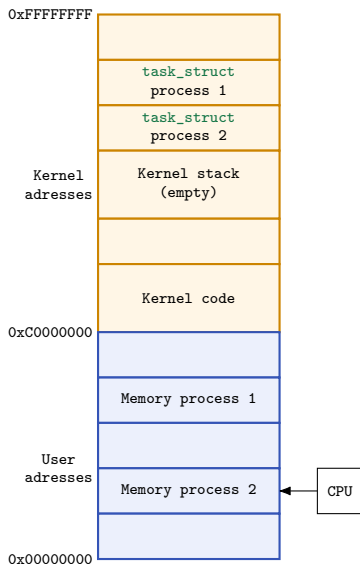 0xFFFFFFFF
task_struct
process 1
task_struct
process 2
Kernel
adresses
Kernel stack
(empty)
Kernel code
0xC0000000
Memory process 1
User
adresses
Memory process 2
CPU
0x00000000